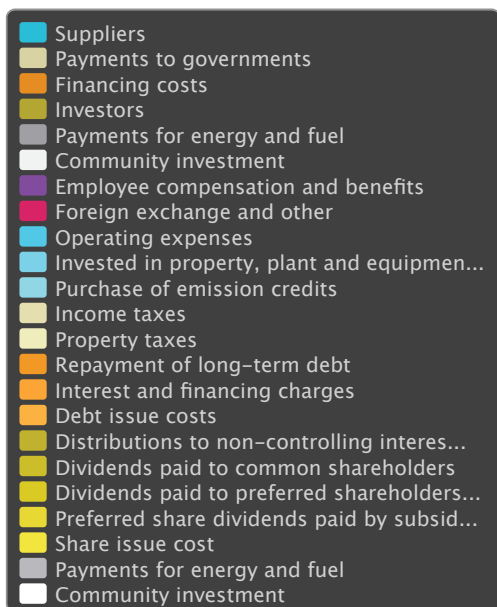 Suppliers
Payments to governments
Financing costs
Investors
Payments for energy and fuel
Community investment
Employee compensation and benefits
Foreign exchange and other
Operating expenses
Invested in property, plant and equipmen...
Purchase of emission credits
Income taxes
Property taxes
Repayment of long-term debt
Interest and financing charges
Debt issue costs
Distributions to non-controlling interes...
Dividends paid to common shareholders
Dividends paid to preferred shareholders...
Preferred share dividends paid by subsid...
Share issue cost
Payments for energy and fuel
Community investment